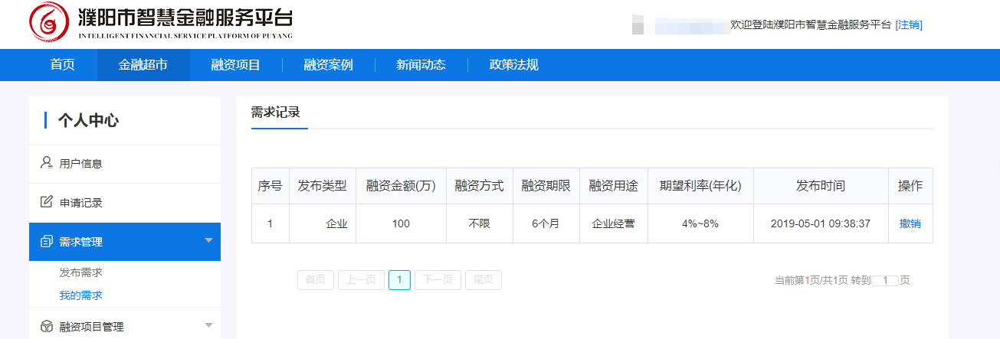 濮阳市智慧金融服务平台
INTELLIGENT FINANCIAL SERVICE PLATFORM OF PUYANG
欢迎登陆濮阳市智慧金融服务平台 [注销]
首页 金融超市 融资项目 融资案例 新闻动态 政策法规
个人中心
用户信息
申请记录
需求管理
发布需求
我的需求
融资项目管理
需求记录
序号 发布类型 融资金额(万) 融资方式 融资期限 融资用途 期望利率(年化) 发布时间 操作
1 企业 100 不限 6个月 企业经营 4%~8% 2019-05-01 09:38:37 撤销
首页 上一页 1 下一页 尾页 当前第1页/共1页 转到 1 页